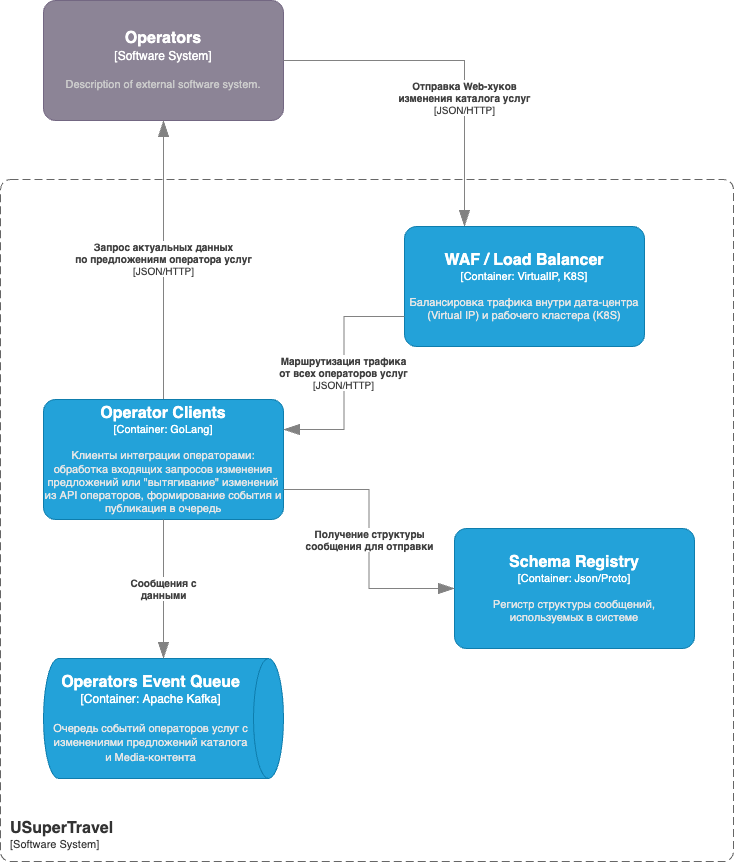 Operators
[Software System]
Description of external software system.
Отправка Web-хуков
изменения каталога услуг
[JSON/HTTP]
Запрос актуальных данных
по предложениям оператора услуг
[JSON/HTTP]
WAF / Load Balancer
[Container: VirtualIP, K8S]
Балансировка трафика внутри дата-центра
(Virtual IP) и рабочего кластера (K8S)
Маршрутизация трафика
от всех операторов услуг
[JSON/HTTP]
Operator Clients
[Container: GoLang]
Клиенты интеграции операторами:
обработка входящих запросов изменения
предложений или "вытягивание" изменений
из API операторов, формирование события и
публикация в очередь
Получение структуры
сообщения для отправки
Schema Registry
[Container: Json/Proto]
Регистр структуры сообщений,
используемых в системе
Сообщения с
данными
Operators Event Queue
[Container: Apache Kafka]
Очередь событий операторов услуг с
изменениями предложений каталога
и Media-контента
USuperTravel
[Software System]